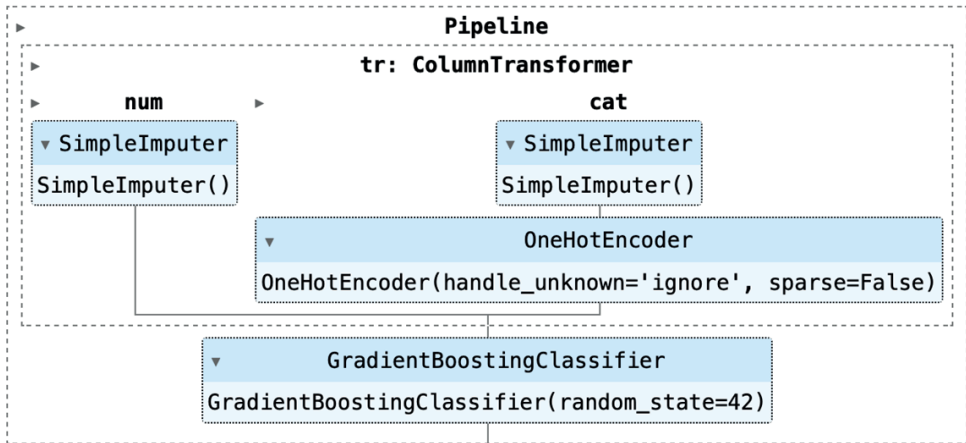 Pipeline
tr: ColumnTransformer
num cat
SimpleImputer SimpleImputer
SimpleImputer() SimpleImputer()
OneHotEncoder
OneHotEncoder(handle_unknown='ignore', sparse=False)
GradientBoostingClassifier
GradientBoostingClassifier(random_state=42)